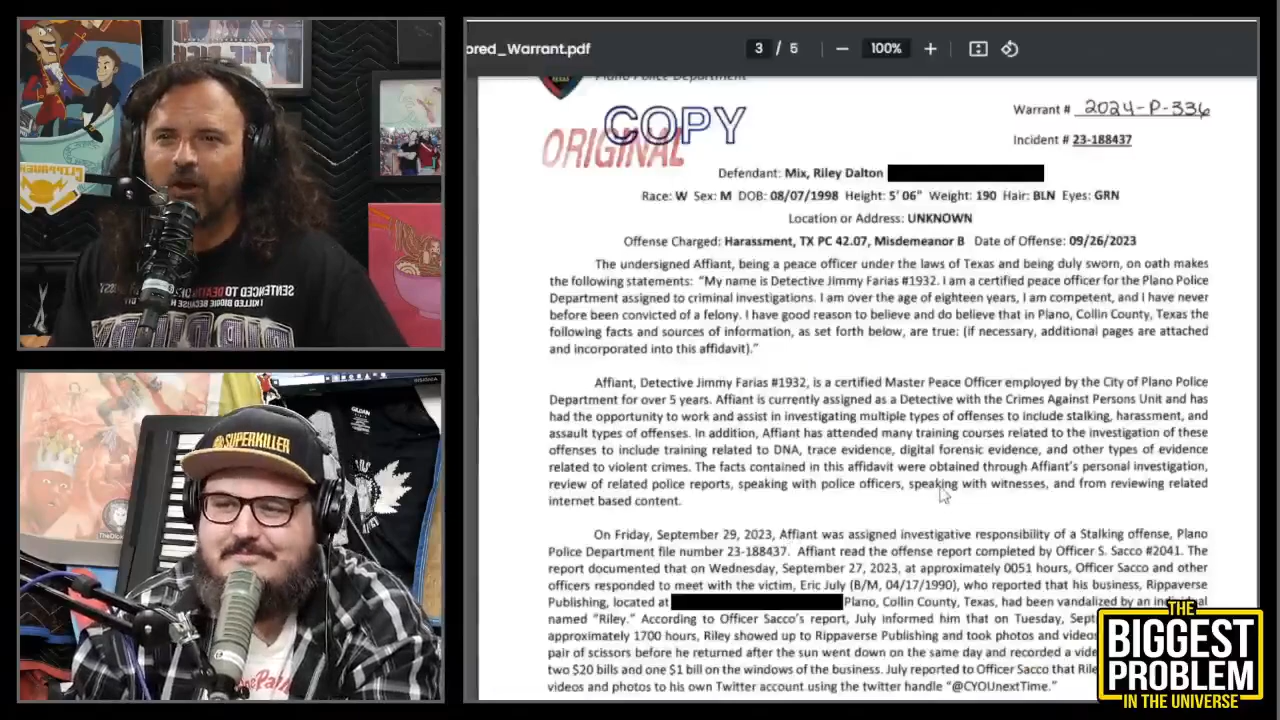 ored_Warrant.pdf
3 / 5
100%
Plano Police Department
COPY
ORIGINAL
Warrant # 2024-P-336
Incident # 23-188437
Defendant: Mix, Riley Dalton
Race: W Sex: M DOB: 08/07/1998 Height: 5' 06" Weight: 190 Hair: BLN Eyes: GRN
Location or Address: UNKNOWN
Offense Charged: Harassment, TX PC 42.07, Misdemeanor B Date of Offense: 09/26/2023
The undersigned Affiant, being a peace officer under the laws of Texas and being duly sworn, on oath makes
the following statements: "My name is Detective Jimmy Farias #1932. I am a certified peace officer for the Plano Police
Department assigned to criminal investigations. I am over the age of eighteen years, I am competent, and I have never
before been convicted of a felony. I have good reason to believe and do believe that in Plano, Collin County, Texas the
following facts and sources of information, as set forth below, are true: (if necessary, additional pages are attached
and incorporated into this affidavit)."
Affiant, Detective Jimmy Farias #1932, is a certified Master Peace Officer employed by the City of Plano Police
Department for over 5 years. Affiant is currently assigned as a Detective with the Crimes Against Persons Unit and has
had the opportunity to work and assist in investigating multiple types of offenses to include stalking, harassment, and
assault types of offenses. In addition, Affiant has attended many training courses related to the investigation of these
offenses to include training related to DNA, trace evidence, digital forensic evidence, and other types of evidence
related to violent crimes. The facts contained in this affidavit were obtained through Affiant's personal investigation,
review of related police reports, speaking with police officers, speaking with witnesses, and from reviewing related
internet based content.
On Friday, September 29, 2023, Affiant was assigned investigative responsibility of a Stalking offense, Plano
Police Department file number 23-188437. Affiant read the offense report completed by Officer S. Sacco #2041. The
report documented that on Wednesday, September 27, 2023, at approximately 0051 hours, Officer Sacco and other
officers responded to meet with the victim, Eric July (B/M, 04/17/1990), who reported that his business, Rippaverse
Publishing, located at Plano, Collin County, Texas, had been vandalized by an individual
named "Riley." According to Officer Sacco's report, July informed him that on Tuesday, Sept
approximately 1700 hours, Riley showed up to Rippaverse Publishing and took photos and videos
pair of scissors before he returned after the sun went down on the same day and recorded a vide
two $20 bills and one $1 bill on the windows of the business. July reported to Officer Sacco that Rile
videos and photos to his own Twitter account using the twitter handle "@CYOUnextTime."
SENTENCED TO DEATH
I KILLED BIGGIE BECAUSE
SUPERKILLER
THE
BIGGEST
PROBLEM
IN THE UNIVERSE